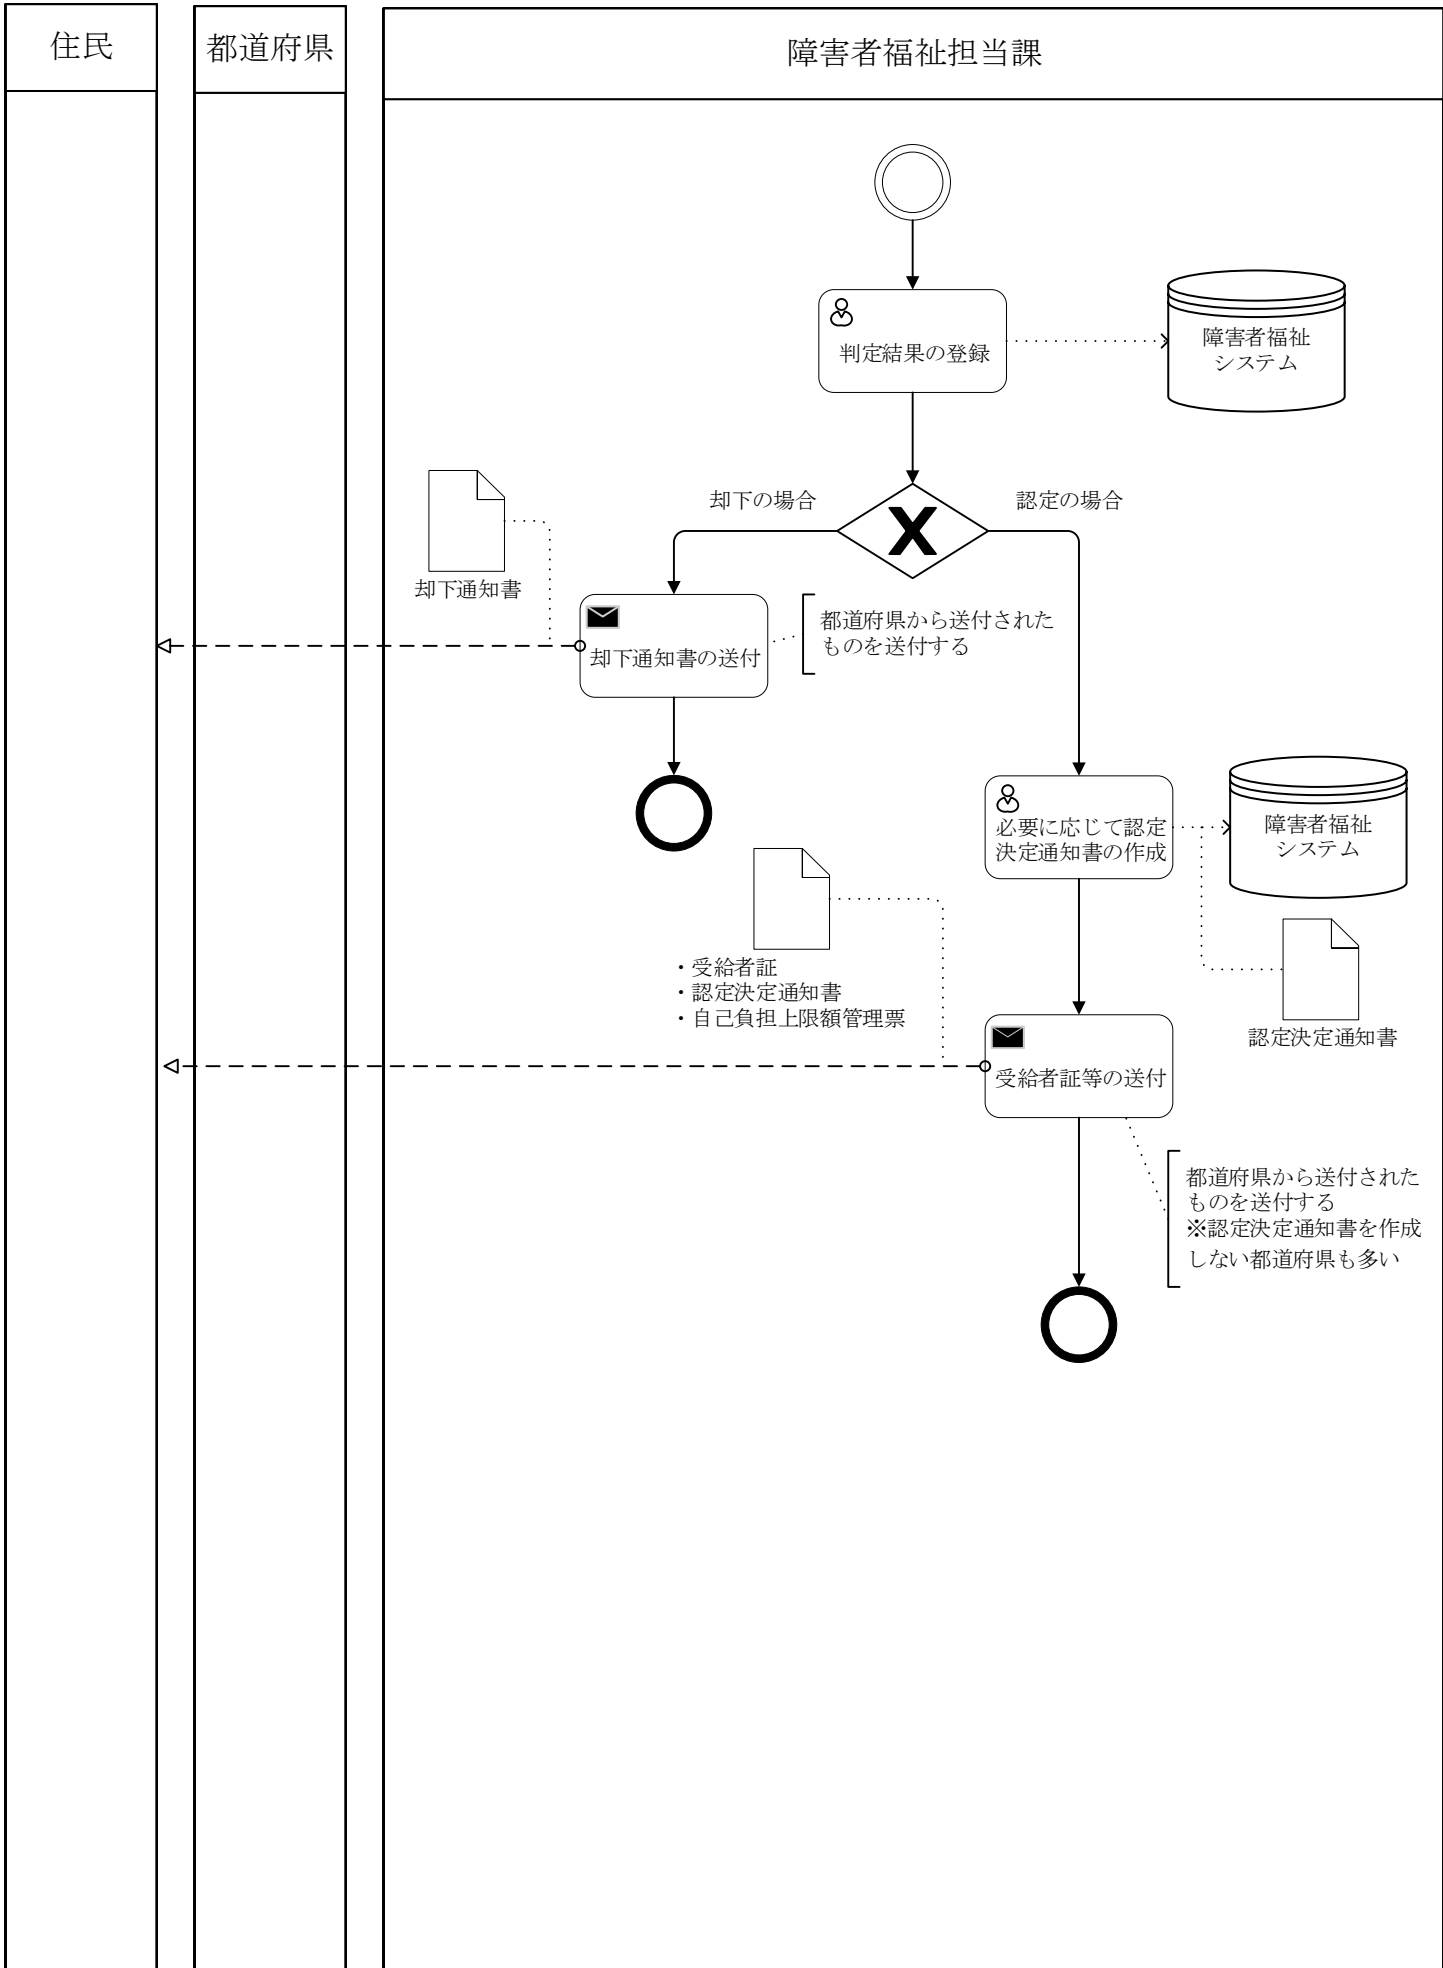 住民
都道府県
障害者福祉担当課
判定結果の登録
障害者福祉
システム
却下の場合
認定の場合
却下通知書
却下通知書の送付
都道府県から送付された
ものを送付する
必要に応じて認定
決定通知書の作成
障害者福祉
システム
・受給者証
・認定決定通知書
・自己負担上限額管理票
認定決定通知書
受給者証等の送付
都道府県から送付された
ものを送付する
※認定決定通知書を作成
しない都道府県も多い